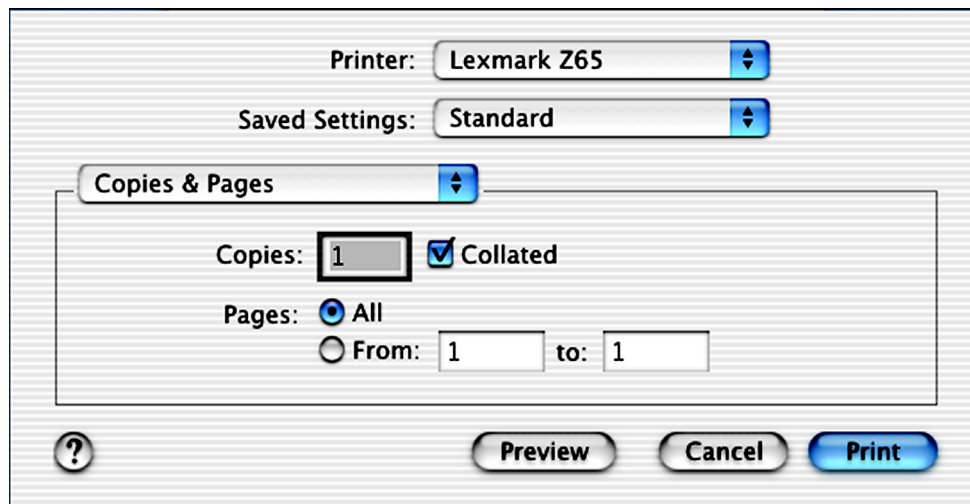 Printer: Lexmark Z65
Saved Settings: Standard
Copies & Pages
Copies: 1 Collated
Pages: All
From: 1 to: 1
? Preview Cancel Print